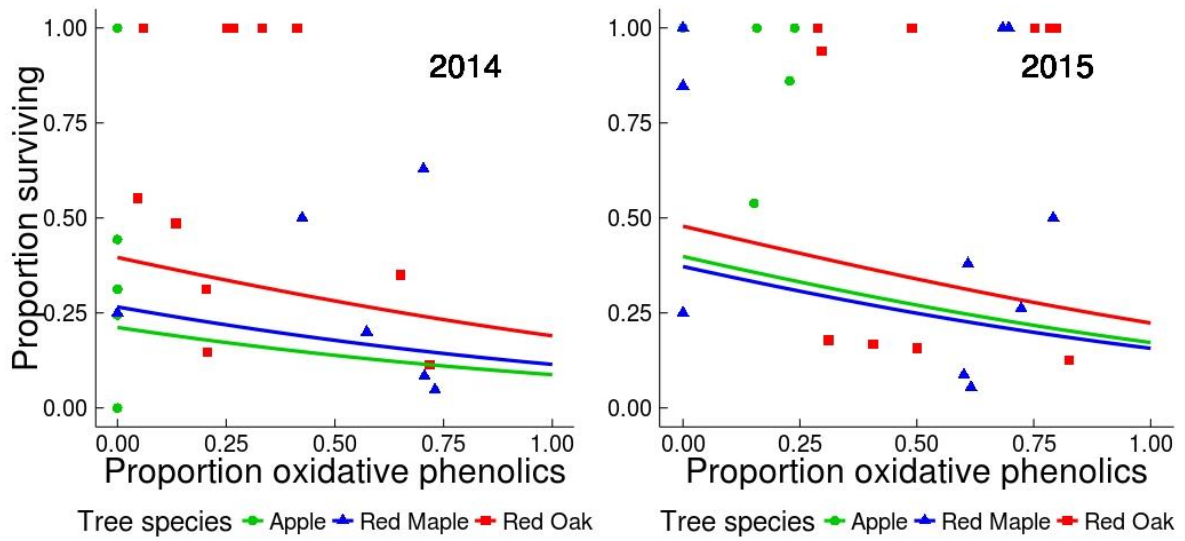 Proportion surviving
1.00
0.75
0.50
0.25
0.00
2014
0.00 0.25 0.50 0.75 1.00
Proportion oxidative phenolics
Tree species Apple Red Maple Red Oak
1.00
0.75
0.50
0.25
0.00
2015
0.00 0.25 0.50 0.75 1.00
Proportion oxidative phenolics
Tree species Apple Red Maple Red Oak